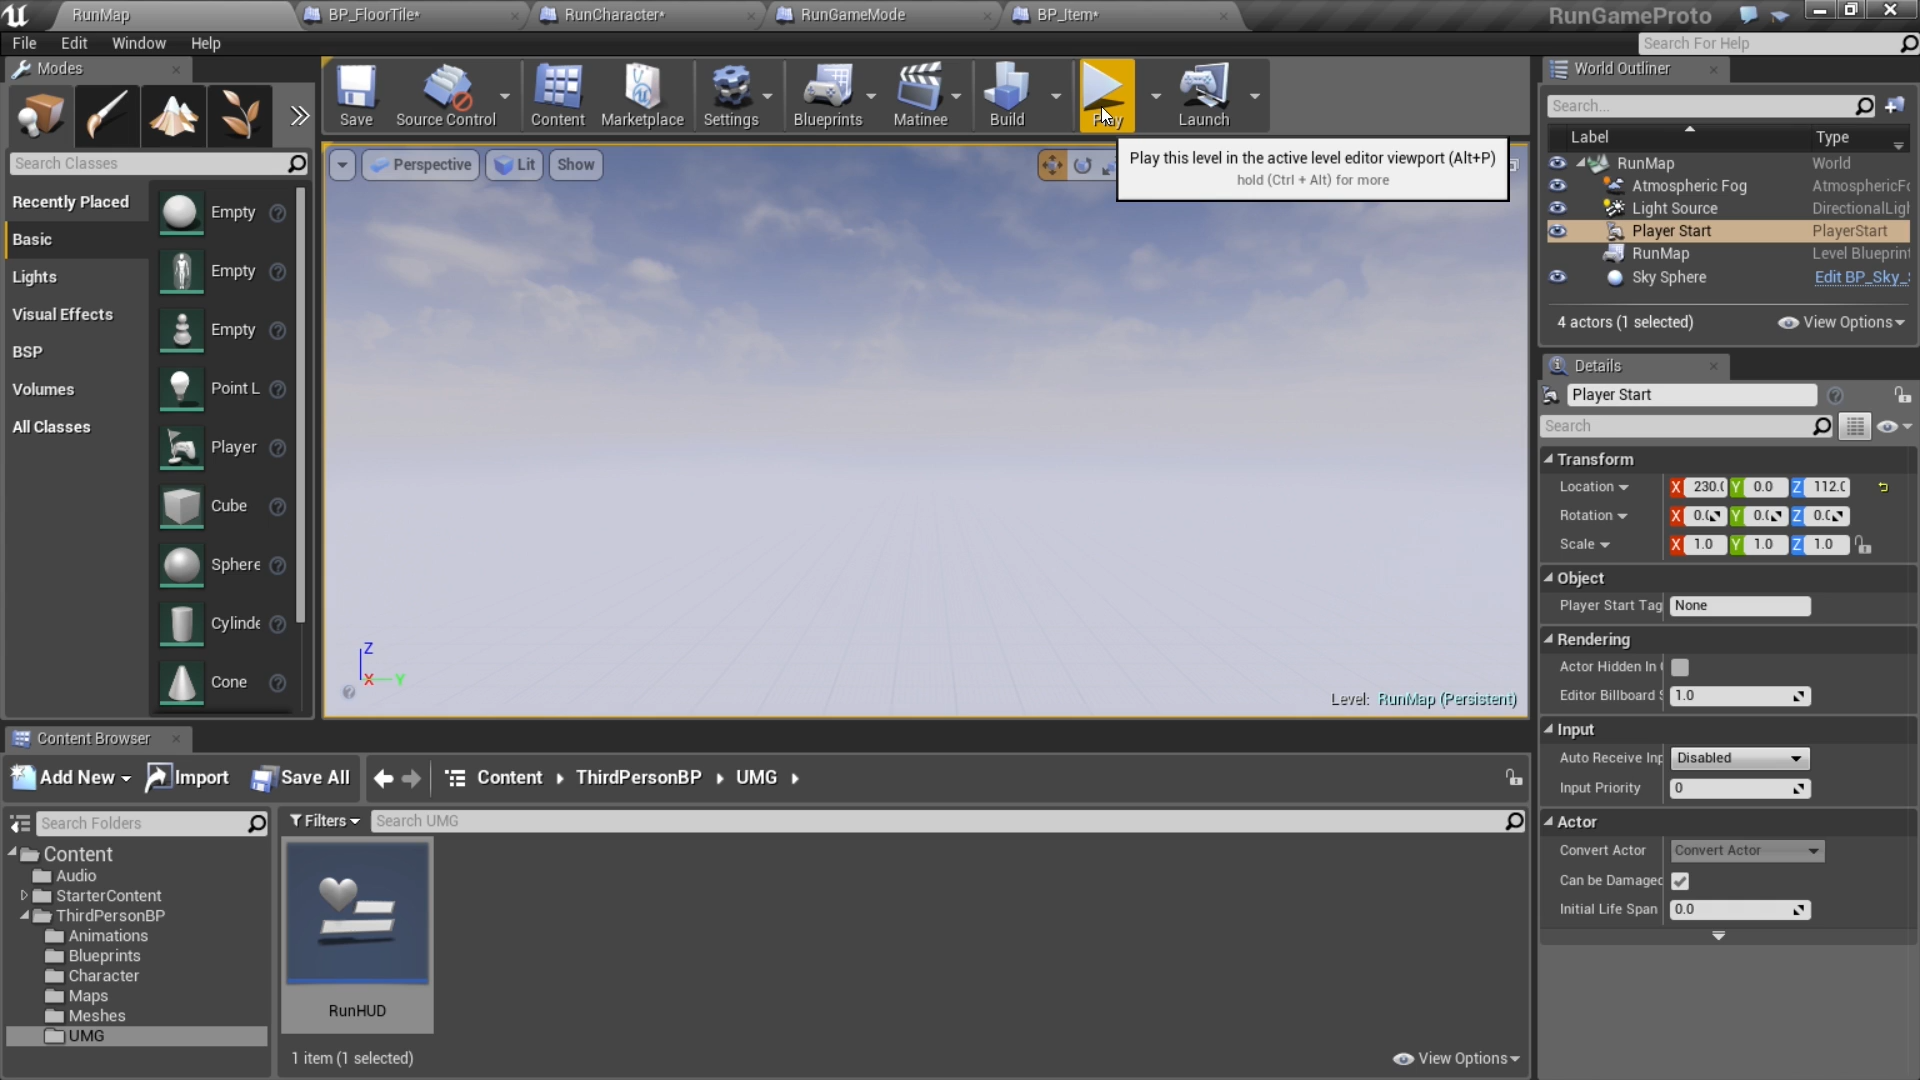 RunMap
BP_FloorTile*
RunCharacter*
RunGameMode
BP_Item*
RunGameProto
File Edit Window Help
Search For Help
Modes
Save
Source Control
Content
Marketplace
Settings
Blueprints
Matinee
Build
Play
Launch
Play this level in the active level editor viewport (Alt+P)
hold (Ctrl + Alt) for more
Search Classes
Recently Placed
Basic
Lights
Visual Effects
BSP
Volumes
All Classes
Empty
Empty
Empty
Point L
Player
Cube
Sphere
Cylinde
Cone
Perspective
Lit
Show
Z
X
Y
Level: RunMap (Persistent)
World Outliner
Search...
Label Type
RunMap World
Atmospheric Fog AtmosphericFo
Light Source DirectionalLigh
Player Start PlayerStart
RunMap Level Blueprint
Sky Sphere Edit BP_Sky_S
4 actors (1 selected)
View Options
Details
Player Start
Search
Transform
Location X 230.0 Y 0.0 Z 112.0
Rotation X 0.0 Y 0.0 Z 0.0
Scale X 1.0 Y 1.0 Z 1.0
Object
Player Start Tag None
Rendering
Actor Hidden In
Editor Billboard S 1.0
Input
Auto Receive Inp Disabled
Input Priority 0
Actor
Convert Actor Convert Actor
Can be Damaged
Initial Life Span 0.0
Content Browser
Add New
Import
Save All
Content
ThirdPersonBP
UMG
Search Folders
Filters
Search UMG
Content
Audio
StarterContent
ThirdPersonBP
Animations
Blueprints
Character
Maps
Meshes
UMG
RunHUD
1 item (1 selected)
View Options